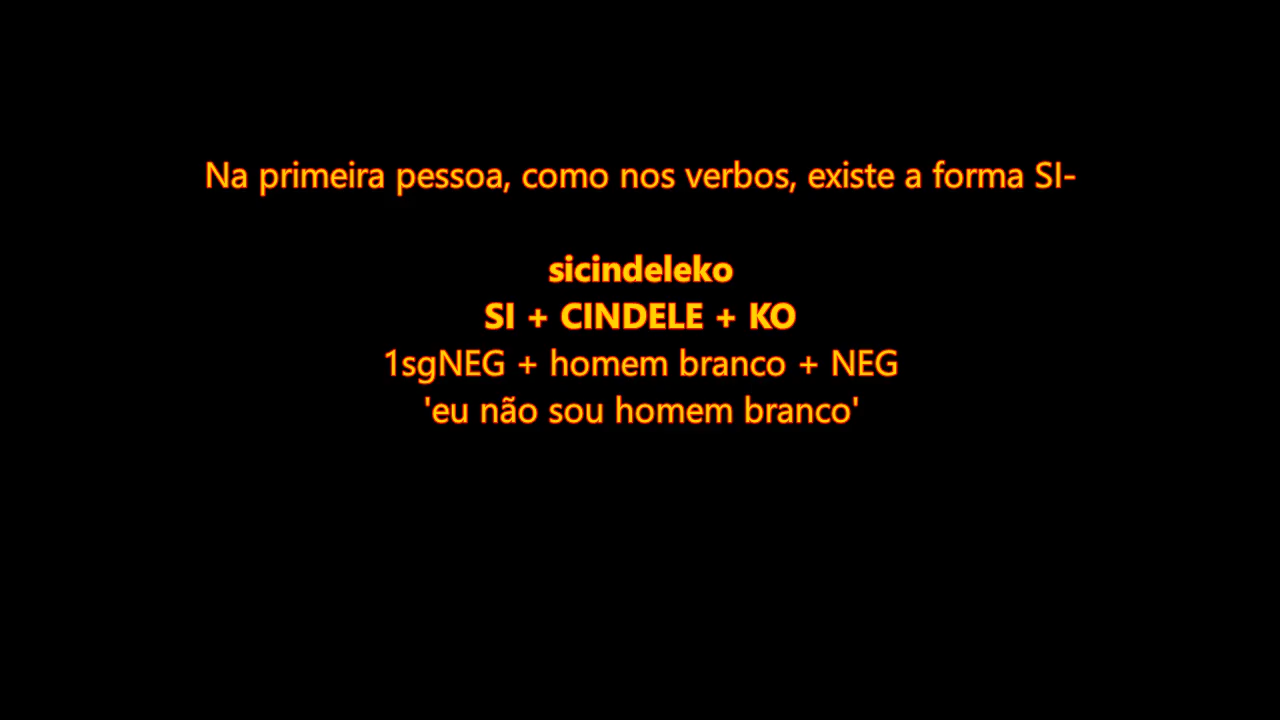 Na primeira pessoa, como nos verbos, existe a forma SI-
sicindeleko
SI + CINDELE + KO
1sgNEG + homem branco + NEG
'eu não sou homem branco'